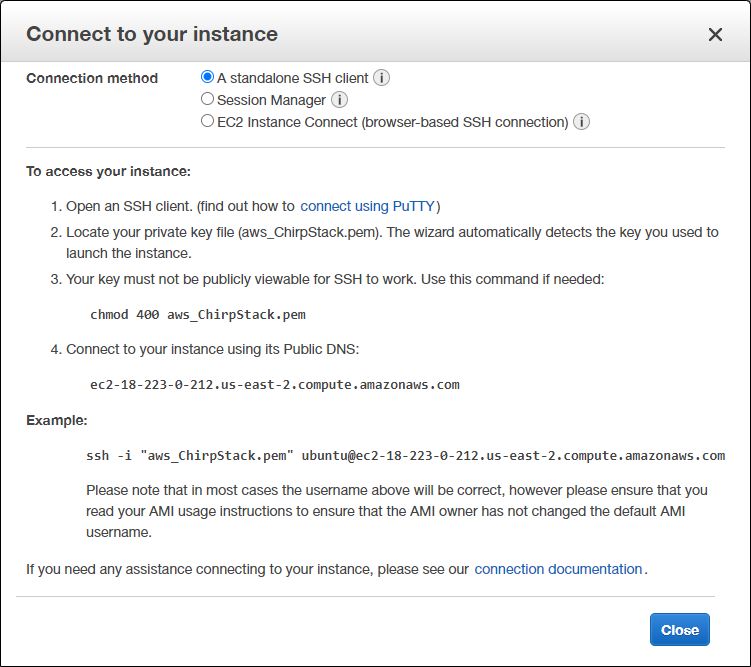 Connect to your instance
Connection method
A standalone SSH client
Session Manager
EC2 Instance Connect (browser-based SSH connection)
To access your instance:
1. Open an SSH client. (find out how to connect using PuTTY)
2. Locate your private key file (aws_ChirpStack.pem). The wizard automatically detects the key you used to
launch the instance.
3. Your key must not be publicly viewable for SSH to work. Use this command if needed:
chmod 400 aws_ChirpStack.pem
4. Connect to your instance using its Public DNS:
ec2-18-223-0-212.us-east-2.compute.amazonaws.com
Example:
ssh -i "aws_ChirpStack.pem" ubuntu@ec2-18-223-0-212.us-east-2.compute.amazonaws.com
Please note that in most cases the username above will be correct, however please ensure that you
read your AMI usage instructions to ensure that the AMI owner has not changed the default AMI
username.
If you need any assistance connecting to your instance, please see our connection documentation.
Close